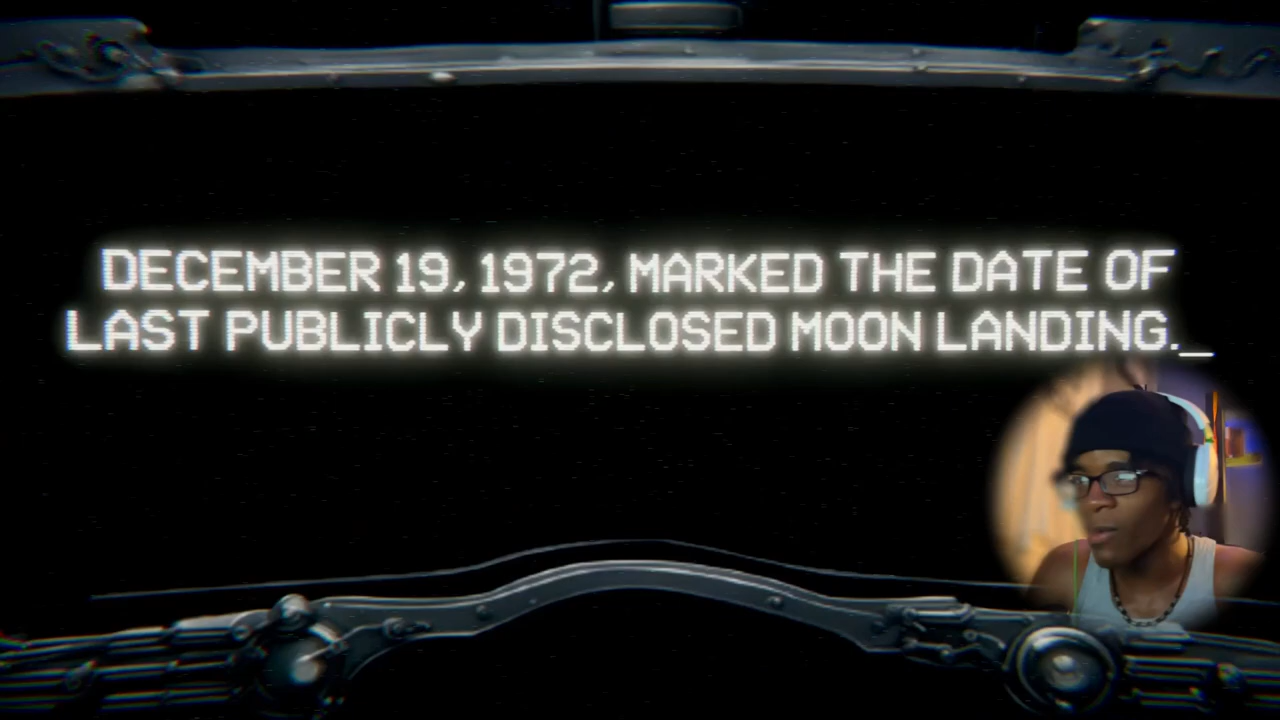 DECEMBER 19, 1972, MARKED THE DATE OF
LAST PUBLICLY DISCLOSED MOON LANDING._